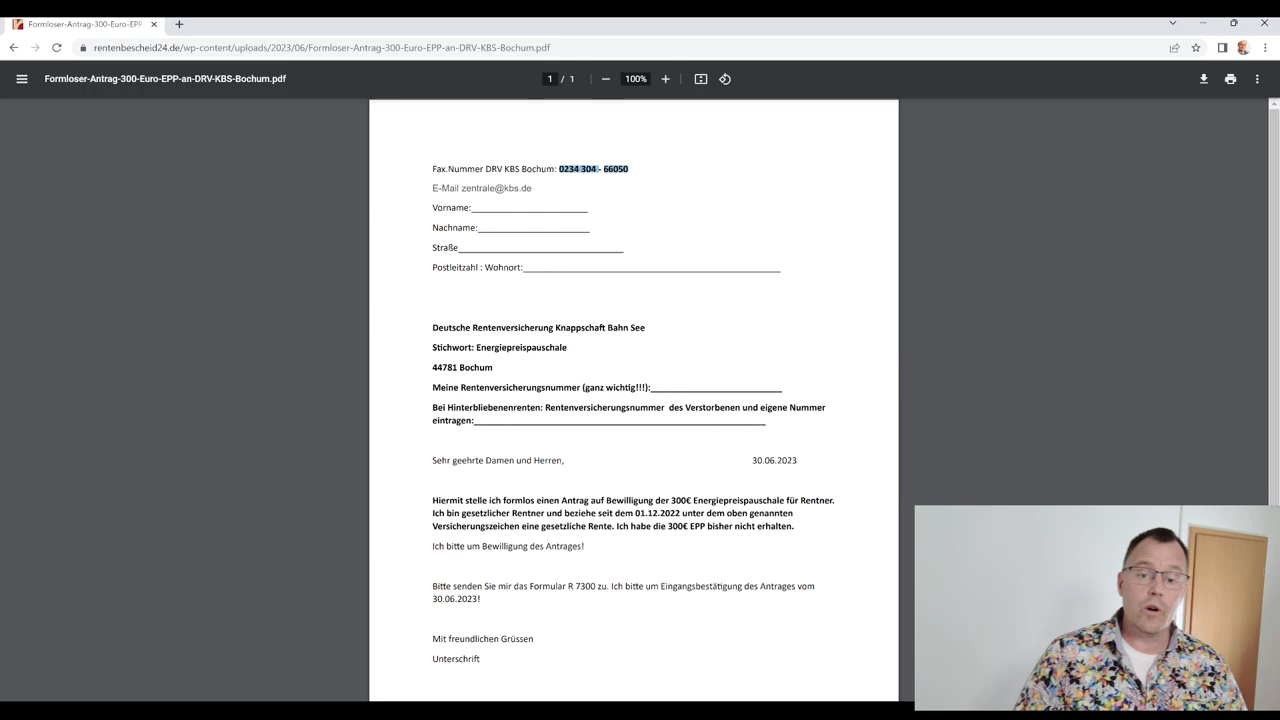 Formloser-Antrag-300-Euro-EPP
rentenbescheid24.de/wp-content/uploads/2023/06/Formloser-Antrag-300-Euro-EPP-an-DRV-KBS-Bochum.pdf
Formloser-Antrag-300-Euro-EPP-an-DRV-KBS-Bochum.pdf
1 / 1
100%
Fax.Nummer DRV KBS Bochum: 0234 304 - 66050
E-Mail zentrale@kbs.de
Vorname:______________________
Nachname:_____________________
Straße_______________________________
Postleitzahl : Wohnort:________________________________________________
Deutsche Rentenversicherung Knappschaft Bahn See
Stichwort: Energiepreispauschale
44781 Bochum
Meine Rentenversicherungsnummer (ganz wichtig!!!):_________________________
Bei Hinterbliebenenrenten: Rentenversicherungsnummer des Verstorbenen und eigene Nummer
eintragen:_______________________________________________________
Sehr geehrte Damen und Herren, 30.06.2023
Hiermit stelle ich formlos einen Antrag auf Bewilligung der 300€ Energiepreispauschale für Rentner.
Ich bin gesetzlicher Rentner und beziehe seit dem 01.12.2022 unter dem oben genannten
Versicherungszeichen eine gesetzliche Rente. Ich habe die 300€ EPP bisher nicht erhalten.
Ich bitte um Bewilligung des Antrages!
Bitte senden Sie mir das Formular R 7300 zu. Ich bitte um Eingangsbestätigung des Antrages vom
30.06.2023!
Mit freundlichen Grüssen
Unterschrift